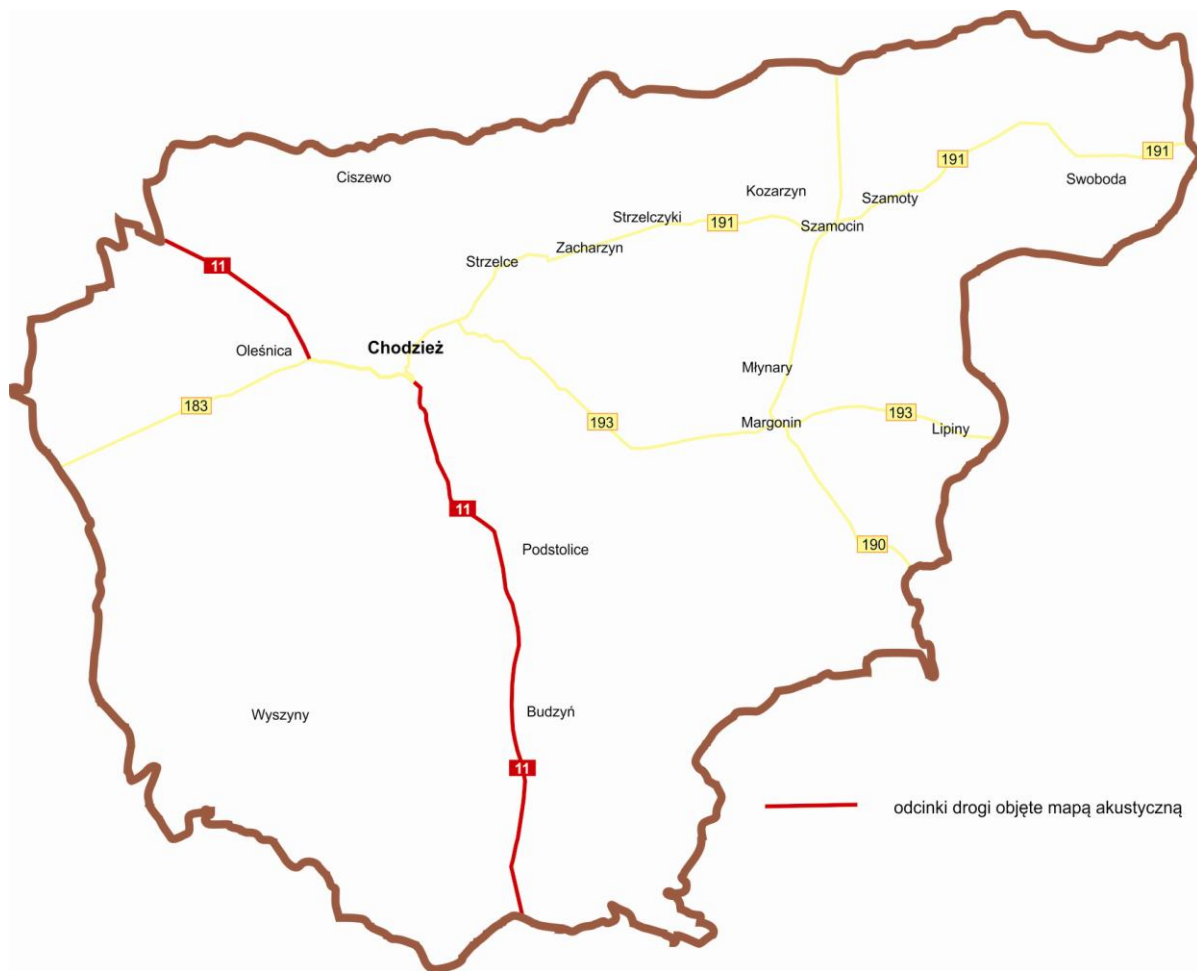 191
191
Swoboda
Ciszewo
Kozarzyn
Szamoty
Strzelczyki
191
Szamocin
Zacharzyn
Strzelce
11
Oleśnica
Chodzież
Młynary
183
193
Margonin
193
Lipiny
11
Podstolice
190
Wyszyny
Budzyń
11
odcinki drogi objęte mapą akustyczną